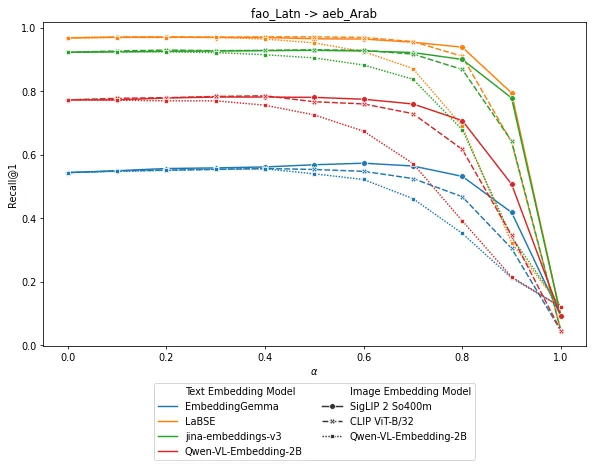 fao_Latn -> aeb_Arab
Recall@1
1.0
0.8
0.6
0.4
0.2
0.0
0.0 0.2 0.4 0.6 0.8 1.0
α
Text Embedding Model Image Embedding Model
EmbeddingGemma SigLIP 2 So400m
LaBSE CLIP ViT-B/32
jina-embeddings-v3 Qwen-VL-Embedding-2B
Qwen-VL-Embedding-2B